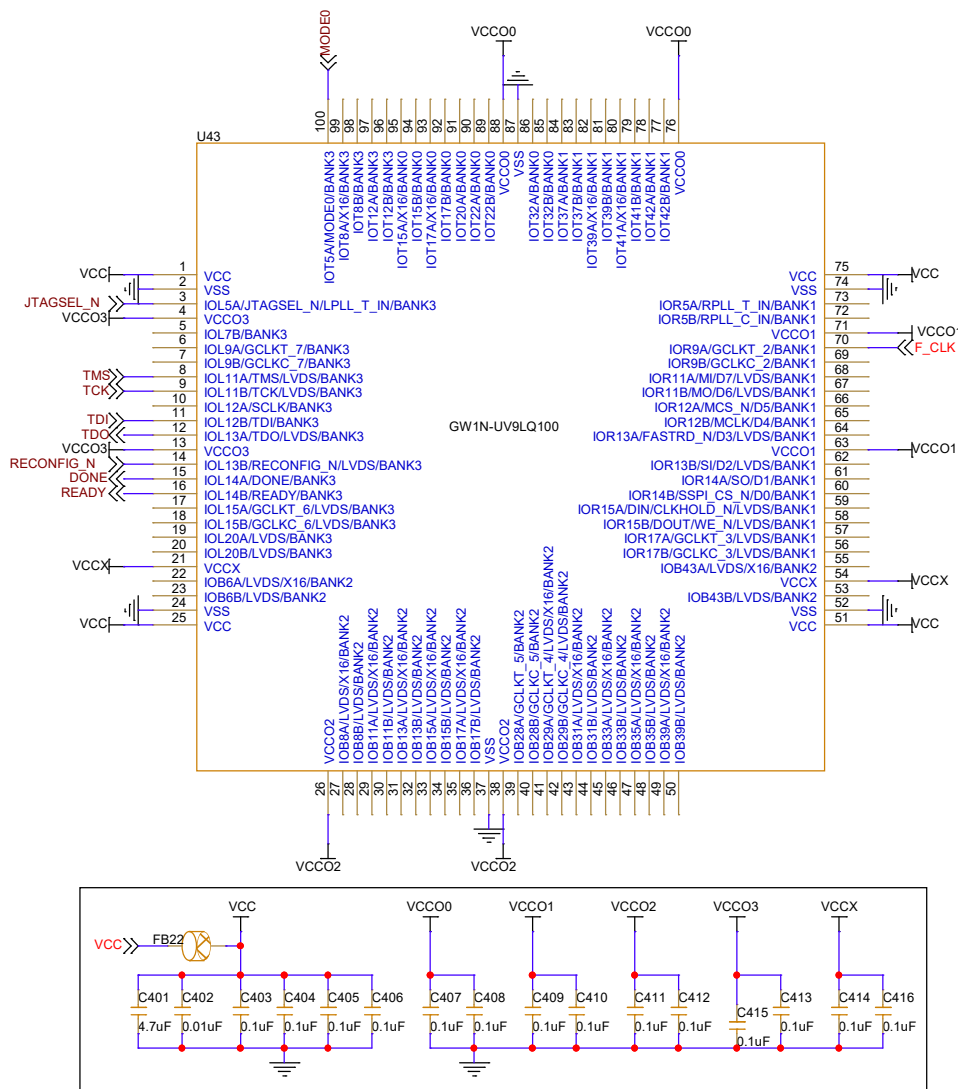 MODE0
VCCO0
VCCO0
100
99
98
97
96
95
94
93
92
91
90
89
88
87
86
85
84
83
82
81
80
79
78
77
76
U43
IOT5A/MODE0/BANK3
IOT8A/X16/BANK3
IOT8B/BANK3
IOT12A/BANK3
IOT12B/BANK3
IOT15A/X16/BANK0
IOT15B/BANK0
IOT17A/X16/BANK0
IOT17B/BANK0
IOT20A/BANK0
IOT22A/BANK0
IOT22B/BANK0
VCCO0
VSS
IOT32A/BANK0
IOT32B/BANK0
IOT37A/BANK1
IOT37B/BANK1
IOT39A/X16/BANK1
IOT39B/BANK1
IOT41A/X16/BANK1
IOT41B/BANK1
IOT42A/BANK1
IOT42B/BANK1
VCCO0
VCC 1 VCC
2 VSS
JTAGSEL_N 3 IOL5A/JTAGSEL_N/LPLL_T_IN/BANK3
VCCO3 4 VCCO3
5 IOL7B/BANK3
6 IOL9A/GCLKT_7/BANK3
7 IOL9B/GCLKC_7/BANK3
TMS 8 IOL11A/TMS/LVDS/BANK3
TCK 9 IOL11B/TCK/LVDS/BANK3
10 IOL12A/SCLK/BANK3
TDI 11 IOL12B/TDI/BANK3
TDO 12 IOL13A/TDO/LVDS/BANK3
VCCO3 13 VCCO3
RECONFIG_N 14 IOL13B/RECONFIG_N/LVDS/BANK3
DONE 15 IOL14A/DONE/BANK3
READY 16 IOL14B/READY/BANK3
17 IOL15A/GCLKT_6/LVDS/BANK3
18 IOL15B/GCLKC_6/LVDS/BANK3
19 IOL20A/LVDS/BANK3
20 IOL20B/LVDS/BANK3
VCCX 21 VCCX
22 IOB6A/LVDS/X16/BANK2
23 IOB6B/LVDS/BANK2
24 VSS
VCC 25 VCC
GW1N-UV9LQ100
VCC 75 VCC
VSS 74
IOR5A/RPLL_T_IN/BANK1 73
IOR5B/RPLL_C_IN/BANK1 72
VCCO1 71 VCCO1
IOR9A/GCLKT_2/BANK1 70 F_CLK
IOR9B/GCLKC_2/BANK1 69
IOR11A/MI/D7/LVDS/BANK1 68
IOR11B/MO/D6/LVDS/BANK1 67
IOR12A/MCS_N/D5/BANK1 66
IOR12B/MCLK/D4/BANK1 65
IOR13A/FASTRD_N/D3/LVDS/BANK1 64
VCCO1 63 VCCO1
IOR13B/SI/D2/LVDS/BANK1 62
IOR14A/SO/D1/BANK1 61
IOR14B/SSPI_CS_N/D0/BANK1 60
IOR15A/DIN/CLKHOLD_N/LVDS/BANK1 59
IOR15B/DOUT/WE_N/LVDS/BANK1 58
IOR17A/GCLKT_3/LVDS/BANK1 57
IOR17B/GCLKC_3/LVDS/BANK1 56
IOB43A/LVDS/X16/BANK2 55
VCCX 54 VCCX
IOB43B/LVDS/BANK2 53
VSS 52
VCC 51 VCC
VCCO2
IOB8A/LVDS/X16/BANK2
IOB8B/LVDS/BANK2
IOB11A/LVDS/X16/BANK2
IOB11B/LVDS/BANK2
IOB13A/LVDS/X16/BANK2
IOB13B/LVDS/BANK2
IOB15A/LVDS/X16/BANK2
IOB15B/LVDS/BANK2
IOB17A/LVDS/X16/BANK2
IOB17B/LVDS/BANK2
VSS
VCCO2
IOB28A/GCLKT_5/BANK2
IOB28B/GCLKC_5/BANK2
IOB29A/GCLKT_4/LVDS/X16/BANK2
IOB29B/GCLKC_4/LVDS/BANK2
IOB31A/LVDS/X16/BANK2
IOB31B/LVDS/BANK2
IOB33A/LVDS/X16/BANK2
IOB33B/LVDS/BANK2
IOB35A/LVDS/X16/BANK2
IOB35B/LVDS/BANK2
IOB39A/LVDS/X16/BANK2
IOB39B/LVDS/BANK2
26
27
28
29
30
31
32
33
34
35
36
37
38
39
40
41
42
43
44
45
46
47
48
49
50
VCCO2
VCCO2
VCC VCCO0 VCCO1 VCCO2 VCCO3 VCCX
VCC FB22
C401 C402 C403 C404 C405 C406 C407 C408 C409 C410 C411 C412 C415 C413 C414 C416
4.7uF 0.01uF 0.1uF 0.1uF 0.1uF 0.1uF 0.1uF 0.1uF 0.1uF 0.1uF 0.1uF 0.1uF 0.1uF 0.1uF 0.1uF 0.1uF